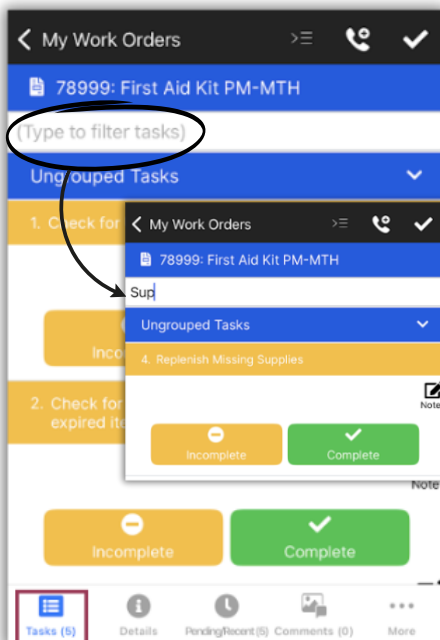 My Work Orders
78999: First Aid Kit PM-MTH
(Type to filter tasks)
Ungrouped Tasks
1. Check for
My Work Orders
78999: First Aid Kit PM-MTH
Sup
Ungrouped Tasks
4. Replenish Missing Supplies
Note
Incomplete
Complete
Inco
2. Check for
expired ite
Note
Incomplete
Complete
Tasks (5)
Details
Pending/Recent (5)
Comments (0)
More